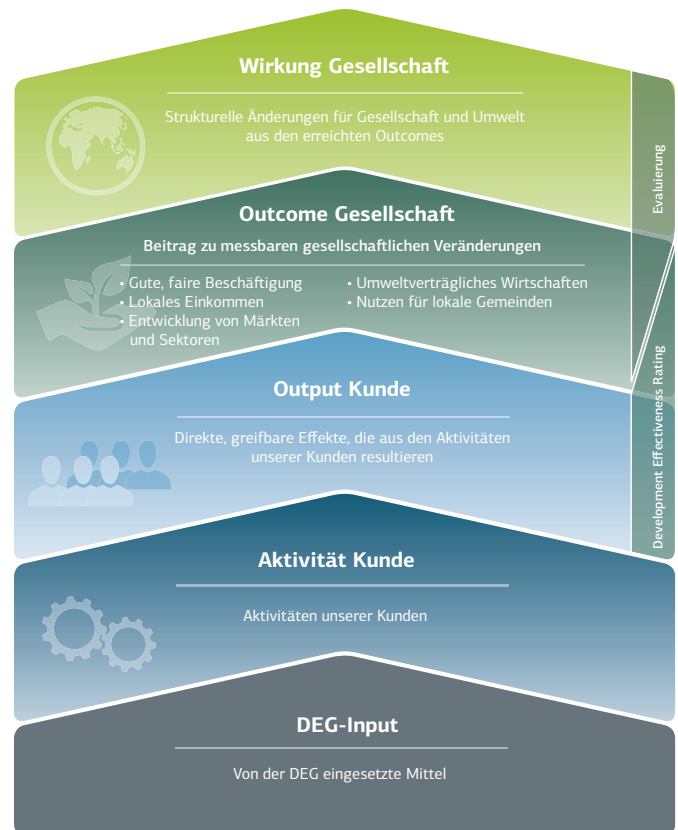 Wirkung Gesellschaft
Strukturelle Änderungen für Gesellschaft und Umwelt
aus den erreichten Outcomes
Evaluierung
Outcome Gesellschaft
Beitrag zu messbaren gesellschaftlichen Veränderungen
• Gute, faire Beschäftigung
• Lokales Einkommen
• Entwicklung von Märkten
und Sektoren
• Umweltverträgliches Wirtschaften
• Nutzen für lokale Gemeinden
Development Effectiveness Rating
Output Kunde
Direkte, greifbare Effekte, die aus den Aktivitäten
unserer Kunden resultieren
Aktivität Kunde
Aktivitäten unserer Kunden
DEG-Input
Von der DEG eingesetzte Mittel